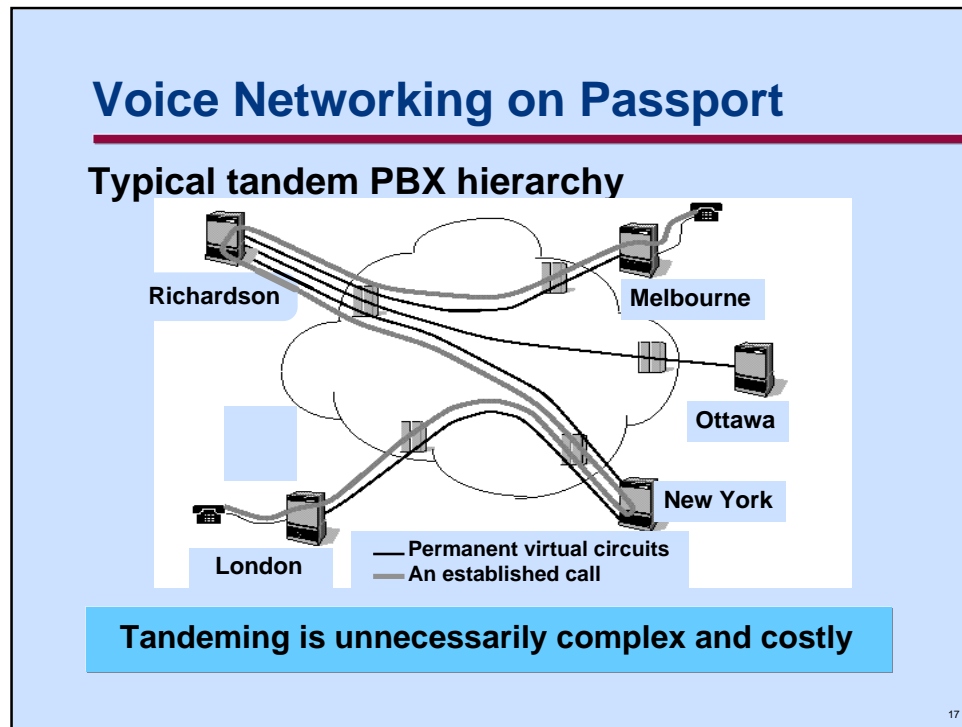 Voice Networking on Passport
Typical tandem PBX hierarchy
Richardson
Melbourne
Ottawa
New York
London
Permanent virtual circuits
An established call
Tandeming is unnecessarily complex and costly
17